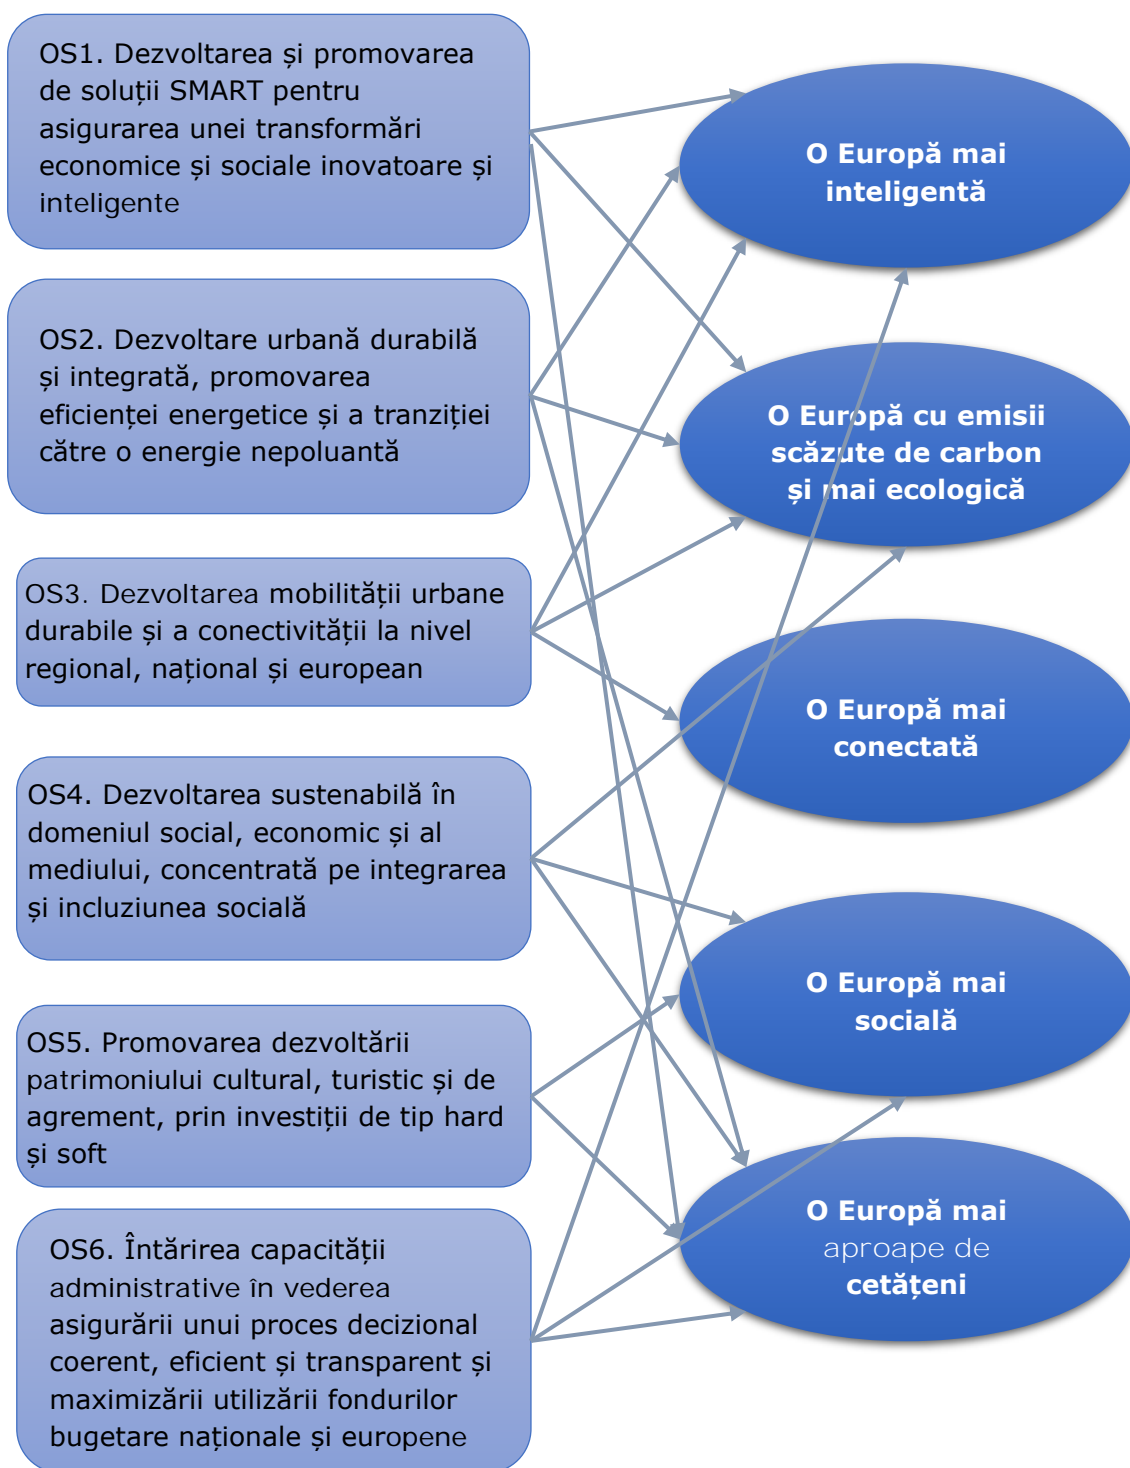 OS1. Dezvoltarea și promovarea
de soluții SMART pentru
asigurarea unei transformări
economice și sociale inovatoare și
inteligente
OS2. Dezvoltare urbană durabilă
și integrată, promovarea
eficienței energetice și a tranziției
către o energie nepoluantă
OS3. Dezvoltarea mobilității urbane
durabile și a conectivității la nivel
regional, național și european
OS4. Dezvoltarea sustenabilă în
domeniul social, economic și al
mediului, concentrată pe integrarea
și incluziunea socială
OS5. Promovarea dezvoltării
patrimoniului cultural, turistic și de
agrement, prin investiții de tip hard
și soft
OS6. Întărirea capacității
administrative în vederea
asigurării unui proces decizional
coerent, eficient și transparent și
maximizării utilizării fondurilor
bugetare naționale și europene
O Europă mai
inteligentă
O Europă cu emisii
scăzute de carbon
și mai ecologică
O Europă mai
conectată
O Europă mai
socială
O Europă mai
aproape de
cetățeni